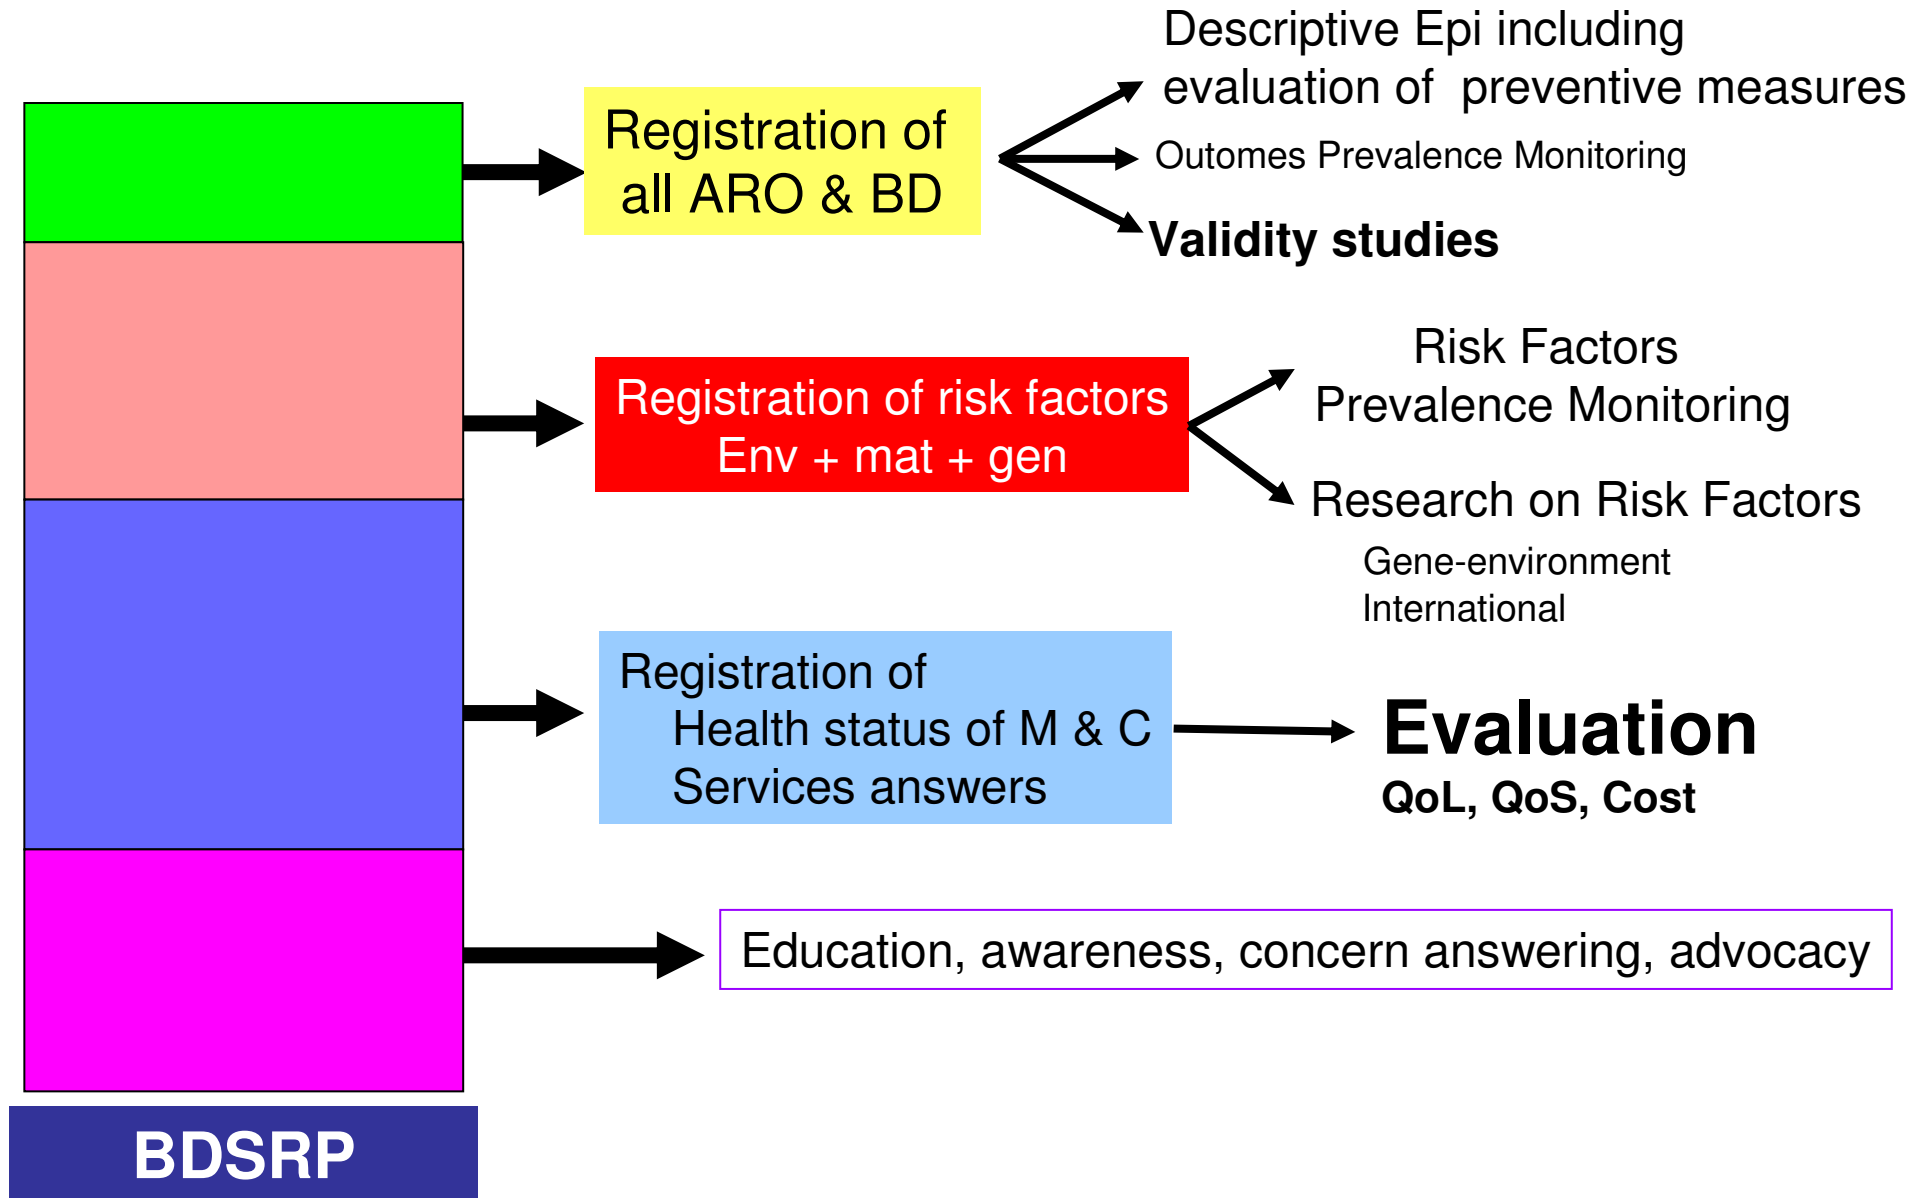 Descriptive Epi including
evaluation of preventive measures
Registration of
all ARO & BD
Outomes Prevalence Monitoring
Validity studies
Risk Factors
Prevalence Monitoring
Registration of risk factors
Env + mat + gen
Research on Risk Factors
Gene-environment
International
Registration of
Health status of M & C
Services answers
Evaluation
QoL, QoS, Cost
Education, awareness, concern answering, advocacy
BDSRP